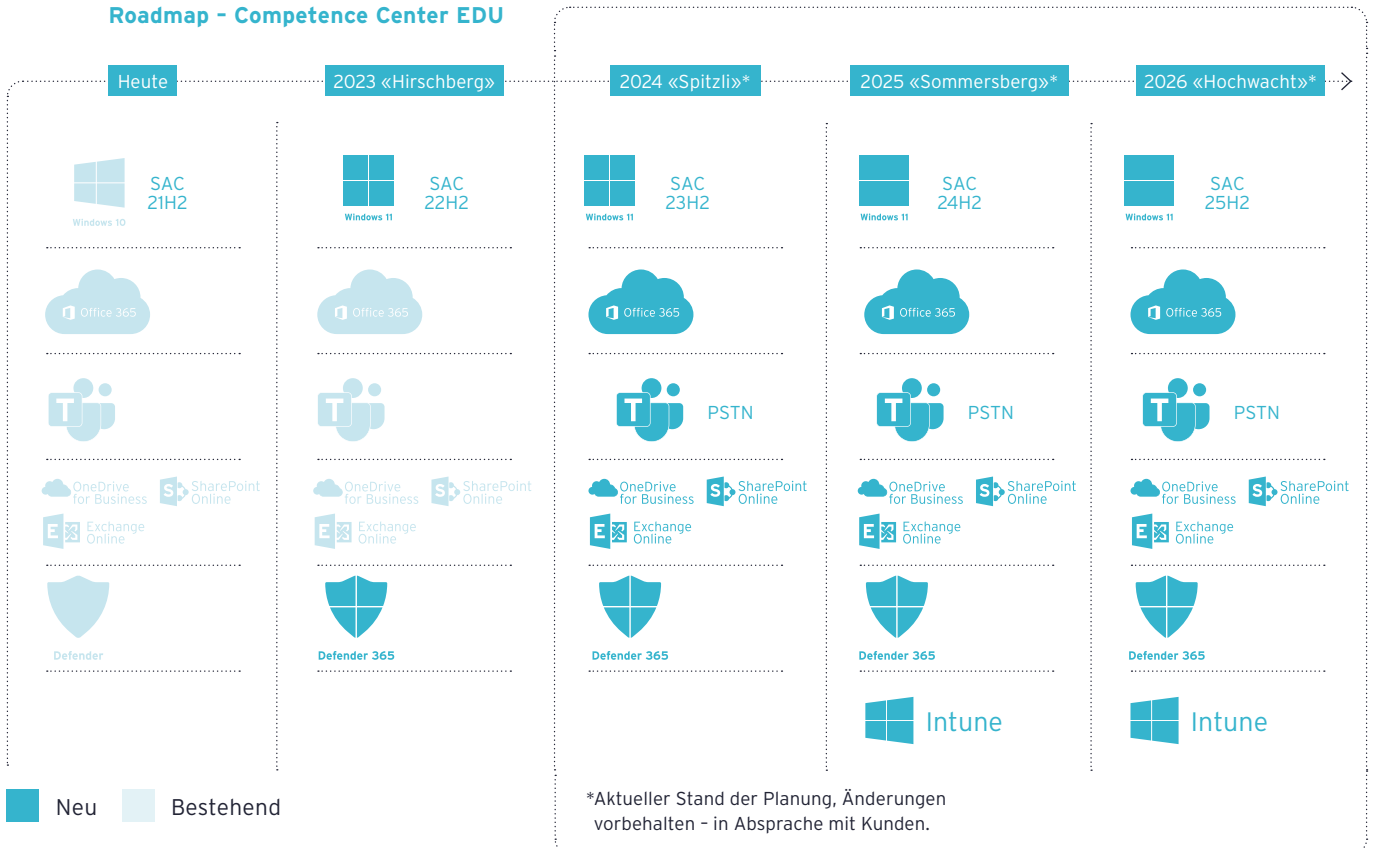 Roadmap – Competence Center EDU
Heute
2023 «Hirschberg»
2024 «Spitzli»*
2025 «Sommersberg»*
2026 «Hochwacht»*
Windows 10
SAC
21H2
Windows 11
SAC
22H2
Windows 11
SAC
23H2
Windows 11
SAC
24H2
Windows 11
SAC
25H2
Office 365
Office 365
Office 365
Office 365
Office 365
T
T
T
PSTN
T
PSTN
T
PSTN
OneDrive
for Business
S
SharePoint
Online
E
Exchange
Online
OneDrive
for Business
S
SharePoint
Online
E
Exchange
Online
OneDrive
for Business
S
SharePoint
Online
E
Exchange
Online
OneDrive
for Business
S
SharePoint
Online
E
Exchange
Online
OneDrive
for Business
S
SharePoint
Online
E
Exchange
Online
Defender
Defender 365
Defender 365
Defender 365
Defender 365
Intune
Intune
Neu
Bestehend
*Aktueller Stand der Planung, Änderungen
vorbehalten – in Absprache mit Kunden.